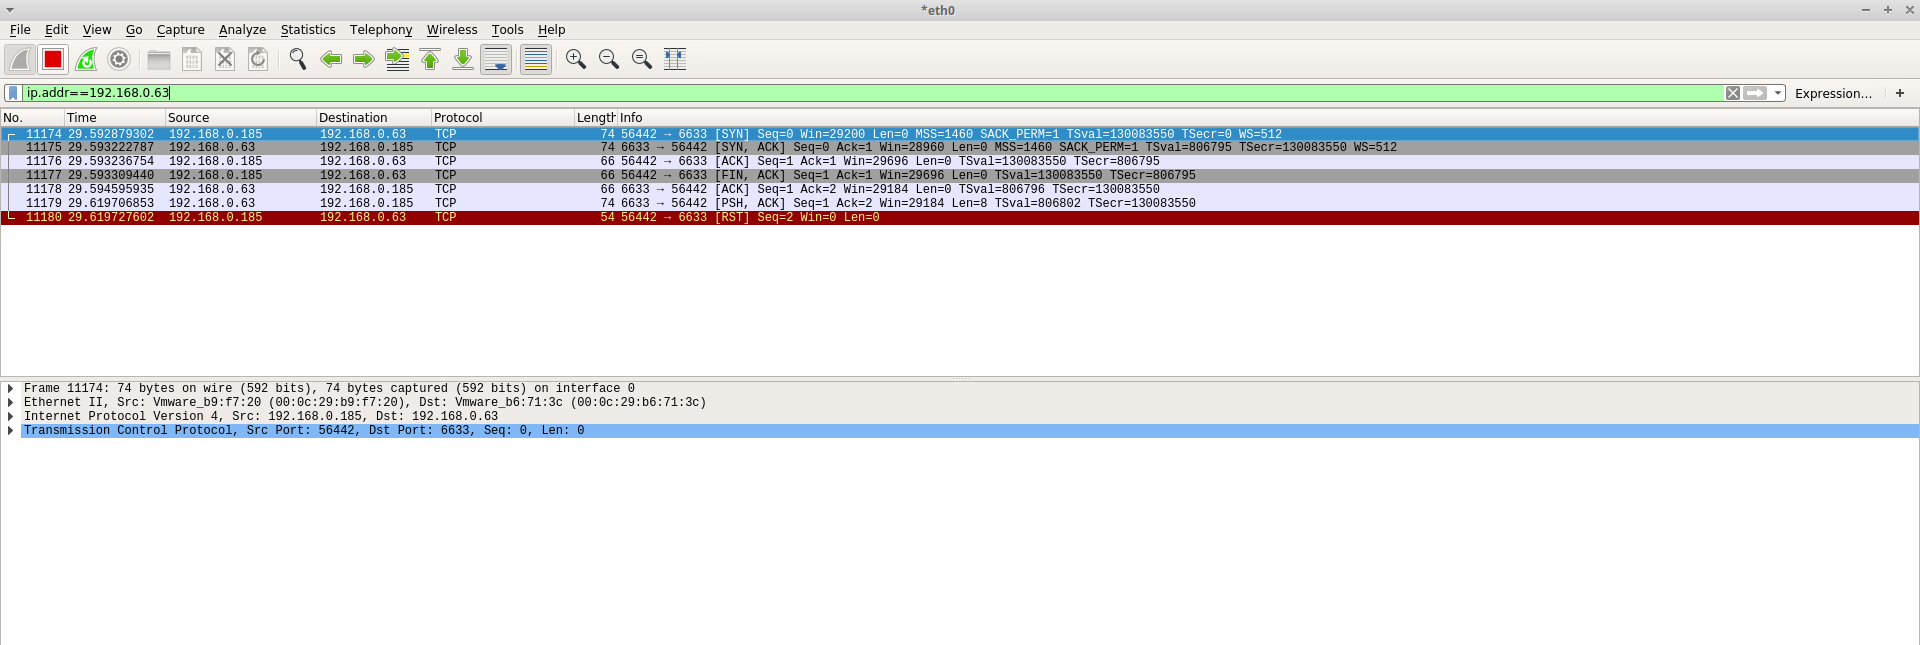 *eth0
File Edit View Go Capture Analyze Statistics Telephony Wireless Tools Help
ip.addr==192.168.0.63 Expression… +
No. Time Source Destination Protocol Length Info
11174 29.592879302 192.168.0.185 192.168.0.63 TCP 74 56442 → 6633 [SYN] Seq=0 Win=29200 Len=0 MSS=1460 SACK_PERM=1 TSval=130083550 TSecr=0 WS=512
11175 29.593222787 192.168.0.63 192.168.0.185 TCP 74 6633 → 56442 [SYN, ACK] Seq=0 Ack=1 Win=28960 Len=0 MSS=1460 SACK_PERM=1 TSval=806795 TSecr=130083550 WS=512
11176 29.593236754 192.168.0.185 192.168.0.63 TCP 66 56442 → 6633 [ACK] Seq=1 Ack=1 Win=29696 Len=0 TSval=130083550 TSecr=806795
11177 29.593309440 192.168.0.185 192.168.0.63 TCP 66 56442 → 6633 [FIN, ACK] Seq=1 Ack=1 Win=29696 Len=0 TSval=130083550 TSecr=806795
11178 29.594595935 192.168.0.63 192.168.0.185 TCP 66 6633 → 56442 [ACK] Seq=1 Ack=2 Win=29184 Len=0 TSval=806796 TSecr=130083550
11179 29.619706853 192.168.0.63 192.168.0.185 TCP 74 6633 → 56442 [PSH, ACK] Seq=1 Ack=2 Win=29184 Len=8 TSval=806802 TSecr=130083550
11180 29.619727602 192.168.0.185 192.168.0.63 TCP 54 56442 → 6633 [RST] Seq=2 Win=0 Len=0
Frame 11174: 74 bytes on wire (592 bits), 74 bytes captured (592 bits) on interface 0
Ethernet II, Src: Vmware_b9:f7:20 (00:0c:29:b9:f7:20), Dst: Vmware_b6:71:3c (00:0c:29:b6:71:3c)
Internet Protocol Version 4, Src: 192.168.0.185, Dst: 192.168.0.63
Transmission Control Protocol, Src Port: 56442, Dst Port: 6633, Seq: 0, Len: 0